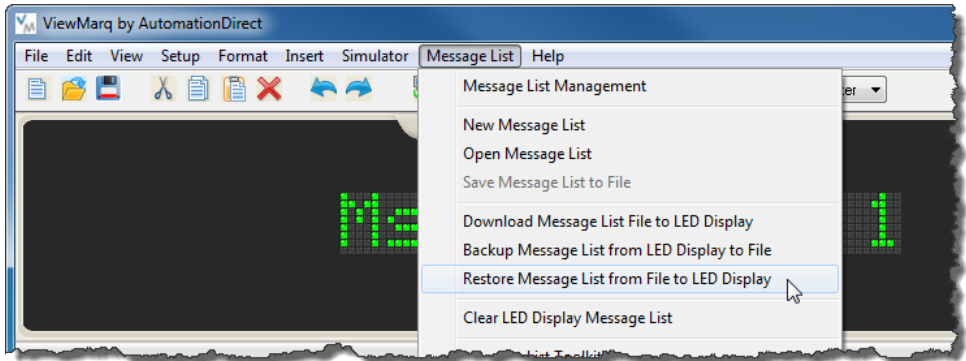 ViewMarq by AutomationDirect
File Edit View Setup Format Insert Simulator Message List Help
Message List Management
New Message List
Open Message List
Save Message List to File
Download Message List File to LED Display
Backup Message List from LED Display to File
Restore Message List from File to LED Display
Clear LED Display Message List
1